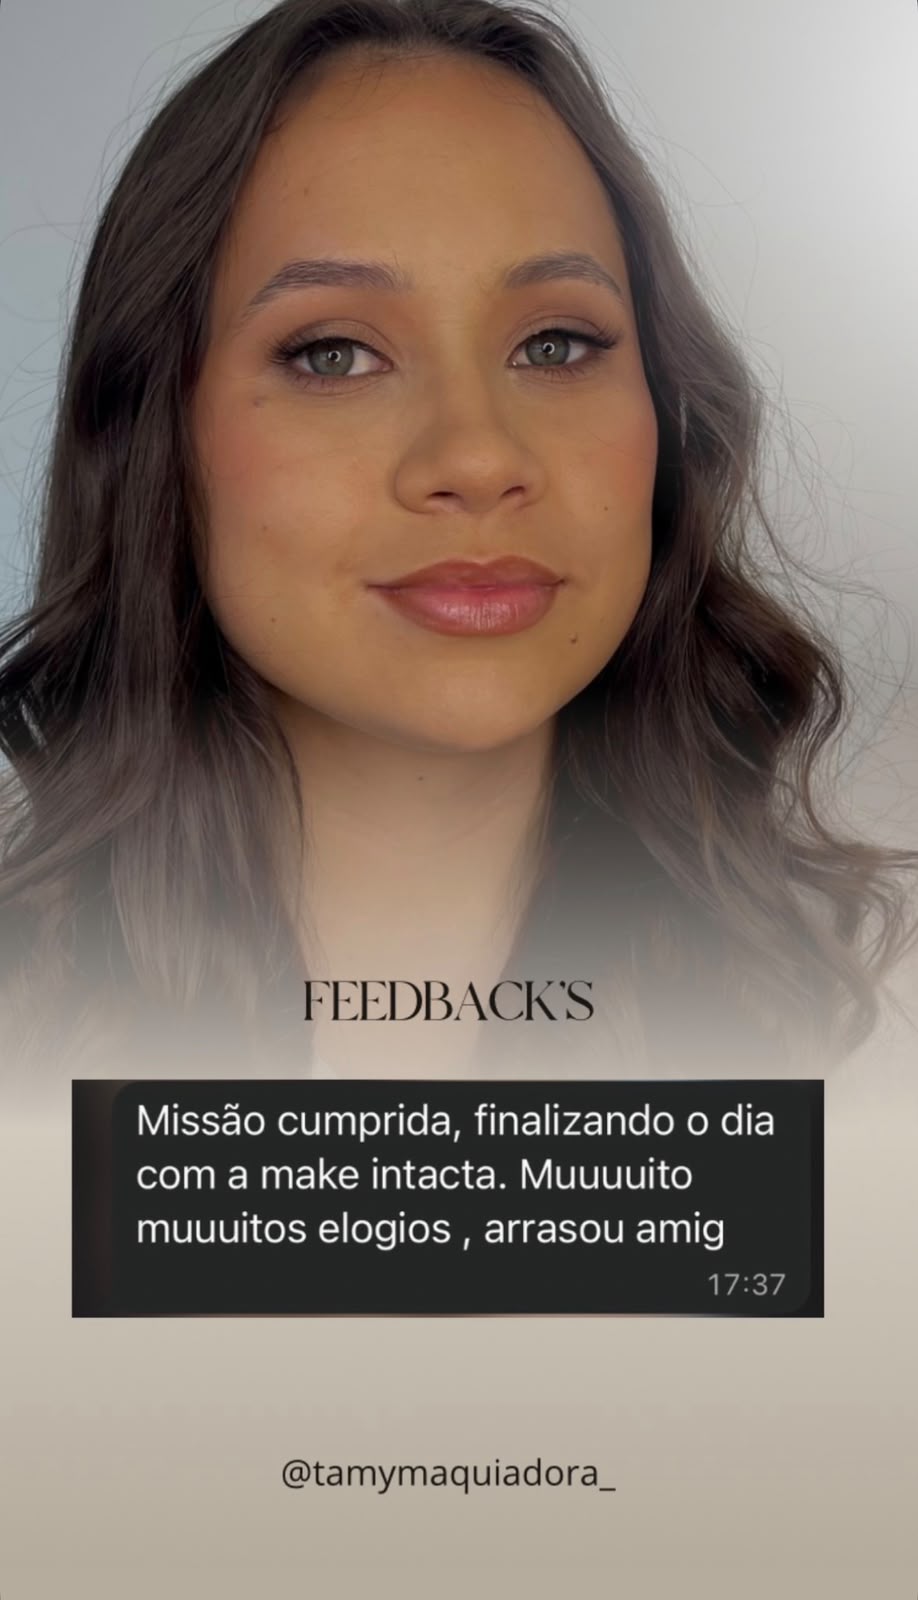 FEEDBACK'S
Missão cumprida, finalizando o dia
com a make intacta. Muuuuito
muuuitos elogios , arrasou amig
17:37
@tamymaquiadora_